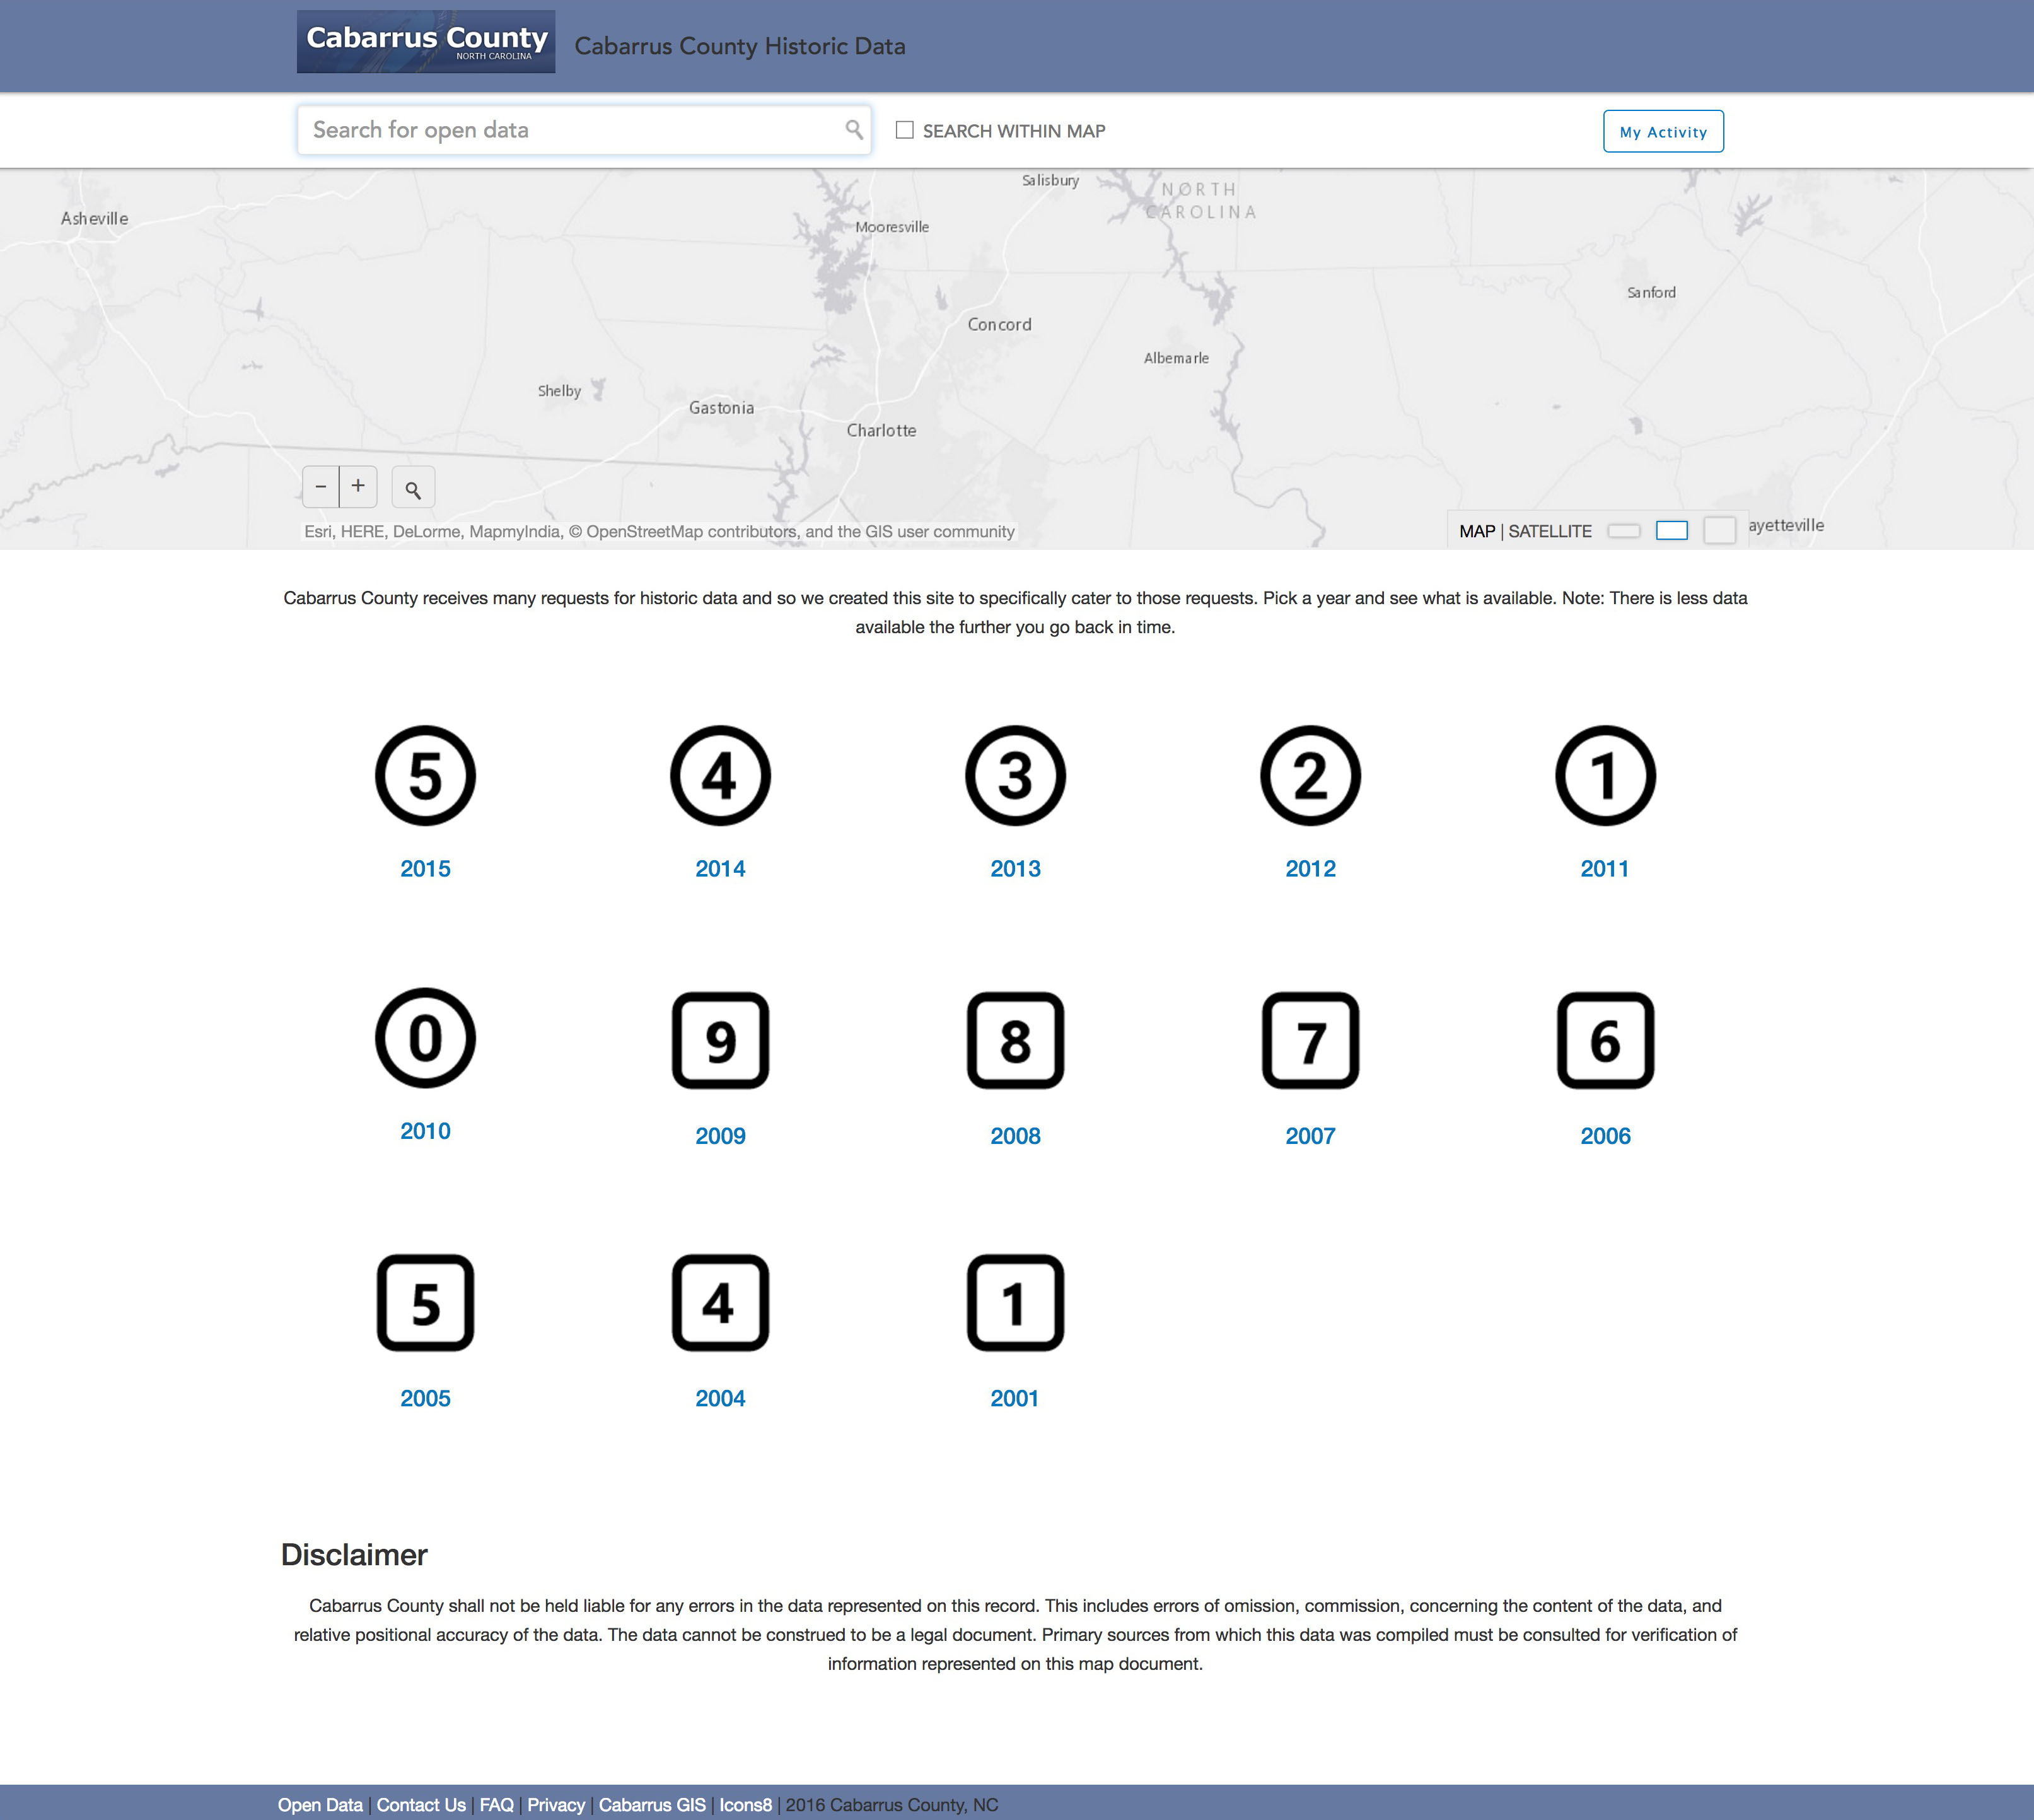 Cabarrus County
NORTH CAROLINA
Cabarrus County Historic Data
Search for open data
SEARCH WITHIN MAP
My Activity
Salisbury
NORTH
CAROLINA
Asheville
Mooresville
Sanford
Concord
Albemarle
Shelby
Gastonia
Charlotte
− +
Esri, HERE, DeLorme, MapmyIndia, © OpenStreetMap contributors, and the GIS user community
MAP | SATELLITE
ayetteville
Cabarrus County receives many requests for historic data and so we created this site to specifically cater to those requests. Pick a year and see what is available. Note: There is less data
available the further you go back in time.
5 4 3 2 1
2015 2014 2013 2012 2011
0 9 8 7 6
2010 2009 2008 2007 2006
5 4 1
2005 2004 2001
Disclaimer
Cabarrus County shall not be held liable for any errors in the data represented on this record. This includes errors of omission, commission, concerning the content of the data, and
relative positional accuracy of the data. The data cannot be construed to be a legal document. Primary sources from which this data was compiled must be consulted for verification of
information represented on this map document.
Open Data | Contact Us | FAQ | Privacy | Cabarrus GIS | Icons8 | 2016 Cabarrus County, NC